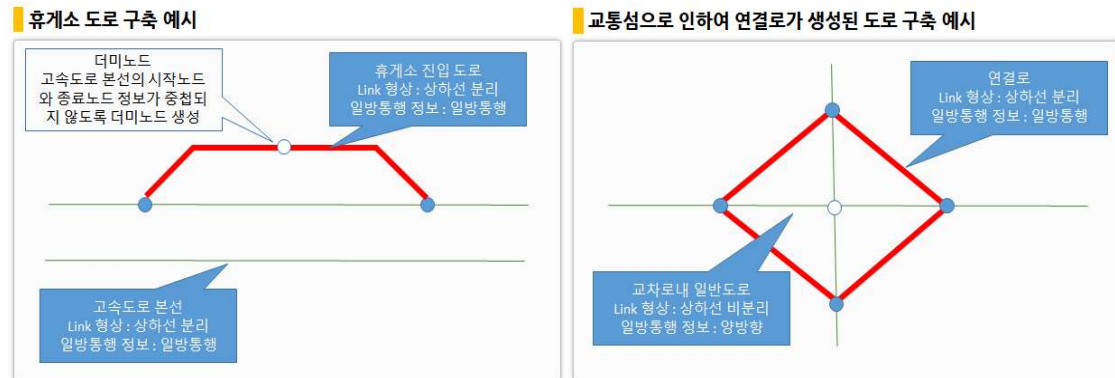 휴게소 도로 구축 예시
더미노드
고속도로 본선의 시작노드
와 종료노드 정보가 중첩되
지 않도록 더미노드 생성
휴게소 진입 도로
Link 형상 : 상하선 분리
일방통행 정보 : 일방통행
고속도로 본선
Link 형상 : 상하선 분리
일방통행 정보 : 일방통행
교통섬으로 인하여 연결로가 생성된 도로 구축 예시
연결로
Link 형상 : 상하선 분리
일방통행 정보 : 일방통행
교차로내 일반도로
Link 형상 : 상하선 비분리
일방통행 정보 : 양방향